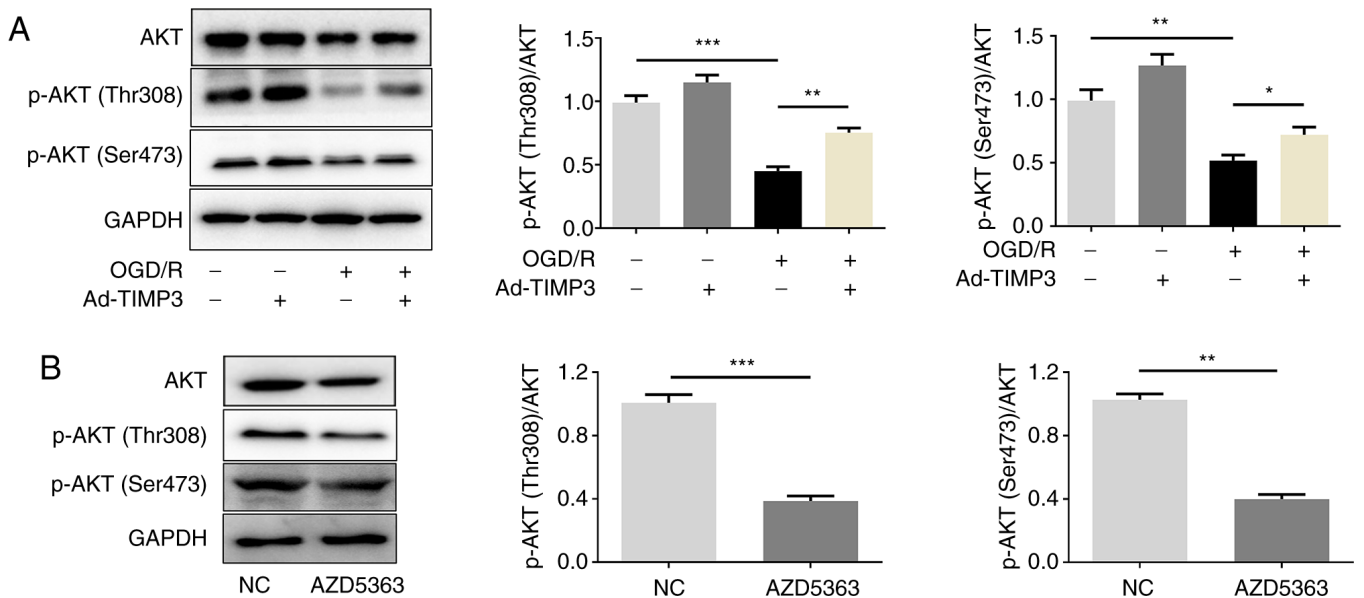 A
AKT
p-AKT (Thr308)
p-AKT (Ser473)
GAPDH
OGD/R − − + +
Ad-TIMP3 − + − +
p-AKT (Thr308)/AKT
1.5
1.0
0.5
0.0
***
**
OGD/R − − + +
Ad-TIMP3 − + − +
p-AKT (Ser473)/AKT
1.5
1.0
0.5
0.0
**
*
OGD/R − − + +
Ad-TIMP3 − + − +
B
AKT
p-AKT (Thr308)
p-AKT (Ser473)
GAPDH
NC AZD5363
p-AKT (Thr308)/AKT
1.2
0.8
0.4
0.0
***
NC AZD5363
p-AKT (Ser473)/AKT
1.2
0.8
0.4
0.0
**
NC AZD5363